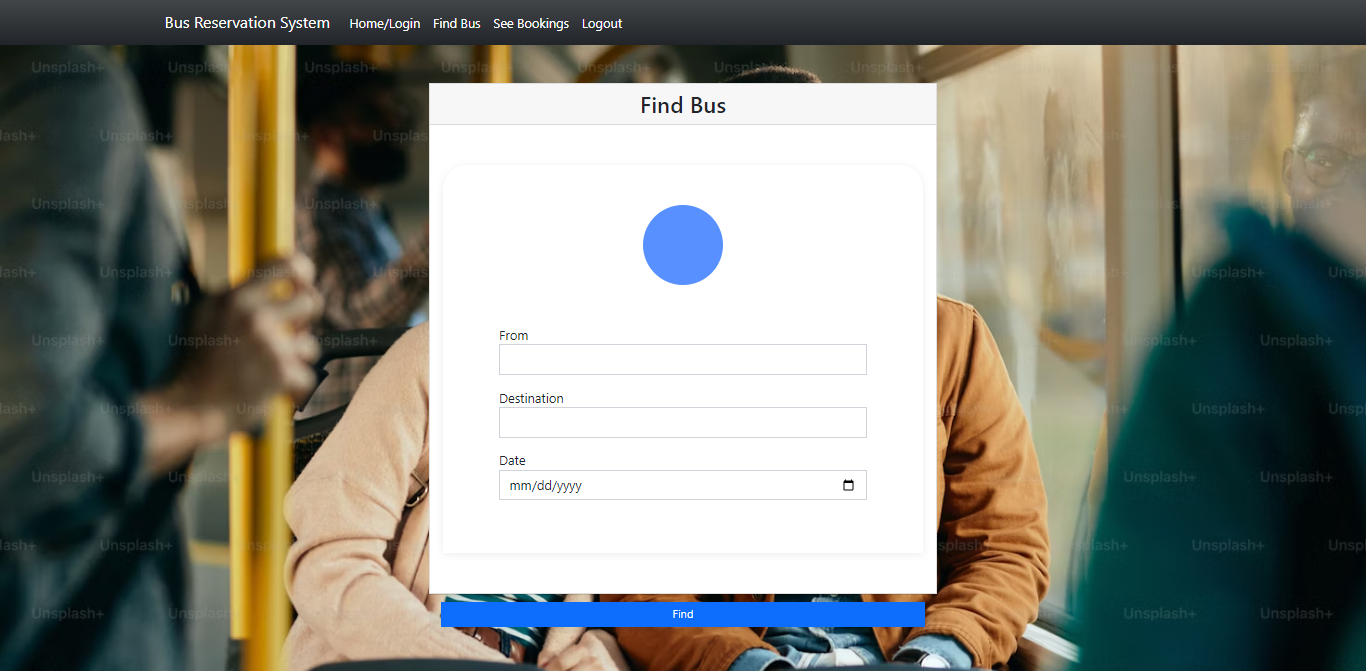 Bus Reservation System Home/Login Find Bus See Bookings Logout
Find Bus
From
Destination
Date
mm/dd/yyyy
Find
Unsplash+